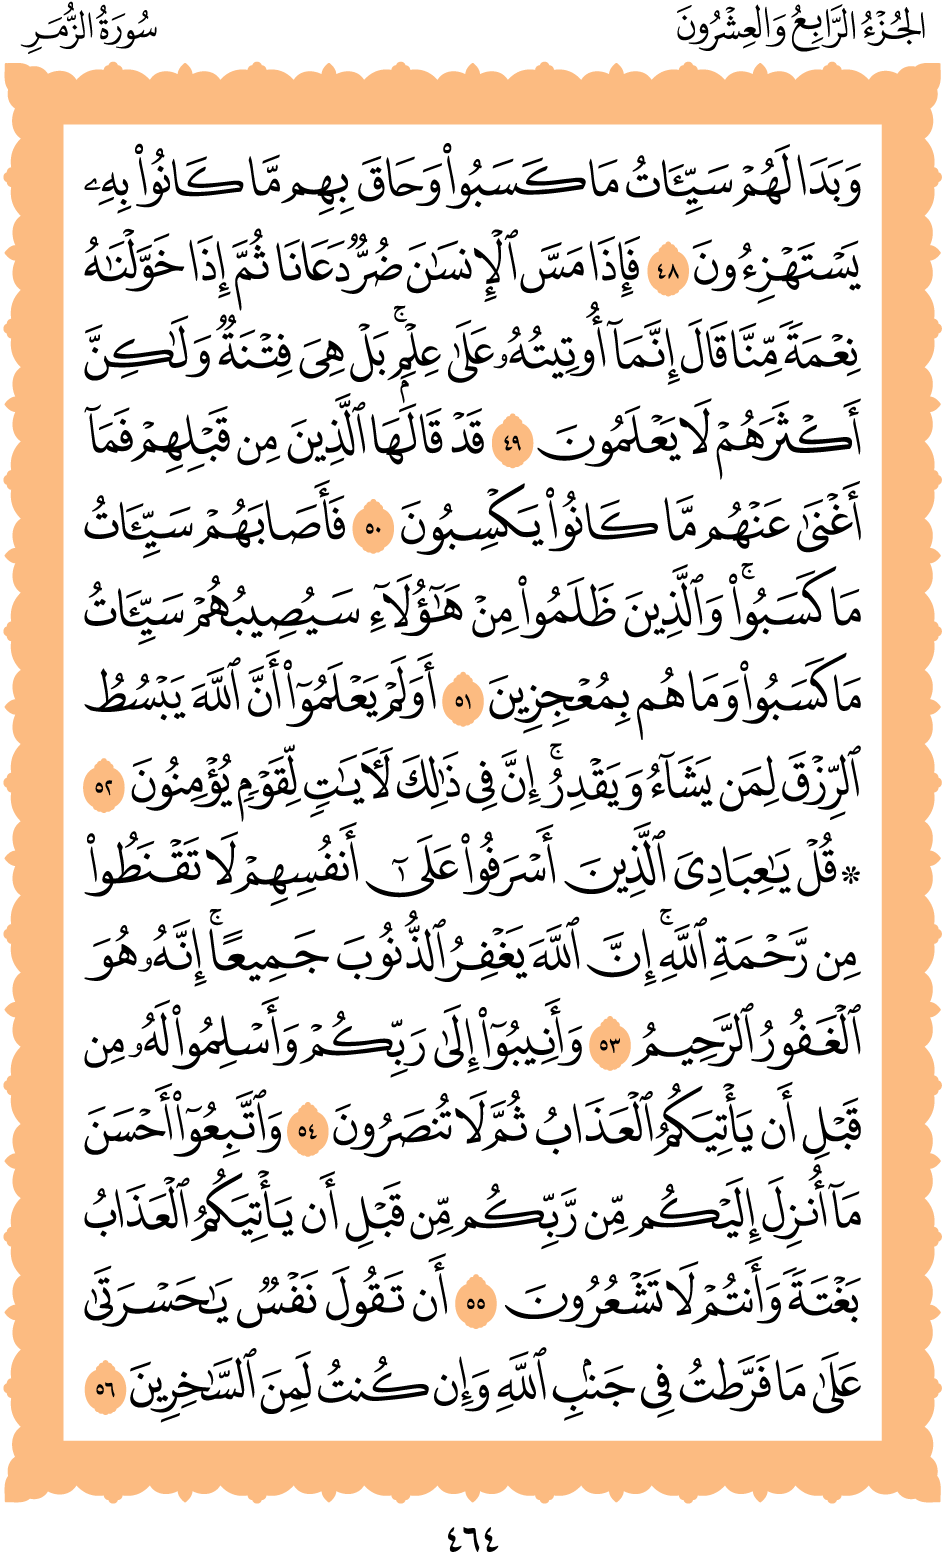 الجُزْءُ الرَّابِعُ وَالعِشْرُونَ
سُورَةُ الزُّمَرِ
وَبَدَا لَهُمْ سَيِّـَٔاتُ مَا كَسَبُوا۟ وَحَاقَ بِهِم مَّا كَانُوا۟ بِهِۦ
يَسْتَهْزِءُونَ ٤٨ فَإِذَا مَسَّ ٱلْإِنسَٰنَ ضُرٌّ دَعَانَا ثُمَّ إِذَا خَوَّلْنَٰهُ
نِعْمَةً مِّنَّا قَالَ إِنَّمَآ أُوتِيتُهُۥ عَلَىٰ عِلْمٍۭ ۚ بَلْ هِىَ فِتْنَةٌ وَلَٰكِنَّ
أَكْثَرَهُمْ لَا يَعْلَمُونَ ٤٩ قَدْ قَالَهَا ٱلَّذِينَ مِن قَبْلِهِمْ فَمَآ
أَغْنَىٰ عَنْهُم مَّا كَانُوا۟ يَكْسِبُونَ ٥٠ فَأَصَابَهُمْ سَيِّـَٔاتُ
مَا كَسَبُوا۟ ۚ وَٱلَّذِينَ ظَلَمُوا۟ مِنْ هَٰٓؤُلَآءِ سَيُصِيبُهُمْ سَيِّـَٔاتُ
مَا كَسَبُوا۟ وَمَا هُم بِمُعْجِزِينَ ٥١ أَوَلَمْ يَعْلَمُوٓا۟ أَنَّ ٱللَّهَ يَبْسُطُ
ٱلرِّزْقَ لِمَن يَشَآءُ وَيَقْدِرُ ۚ إِنَّ فِى ذَٰلِكَ لَـَٔايَٰتٍ لِّقَوْمٍ يُؤْمِنُونَ ٥٢
۞ قُلْ يَٰعِبَادِىَ ٱلَّذِينَ أَسْرَفُوا۟ عَلَىٰٓ أَنفُسِهِمْ لَا تَقْنَطُوا۟
مِن رَّحْمَةِ ٱللَّهِ ۚ إِنَّ ٱللَّهَ يَغْفِرُ ٱلذُّنُوبَ جَمِيعًا ۚ إِنَّهُۥ هُوَ
ٱلْغَفُورُ ٱلرَّحِيمُ ٥٣ وَأَنِيبُوٓا۟ إِلَىٰ رَبِّكُمْ وَأَسْلِمُوا۟ لَهُۥ مِن
قَبْلِ أَن يَأْتِيَكُمُ ٱلْعَذَابُ ثُمَّ لَا تُنصَرُونَ ٥٤ وَٱتَّبِعُوٓا۟ أَحْسَنَ
مَآ أُنزِلَ إِلَيْكُم مِّن رَّبِّكُم مِّن قَبْلِ أَن يَأْتِيَكُمُ ٱلْعَذَابُ
بَغْتَةً وَأَنتُمْ لَا تَشْعُرُونَ ٥٥ أَن تَقُولَ نَفْسٌ يَٰحَسْرَتَىٰ
عَلَىٰ مَا فَرَّطتُ فِى جَنۢبِ ٱللَّهِ وَإِن كُنتُ لَمِنَ ٱلسَّٰخِرِينَ ٥٦
٤٦٤